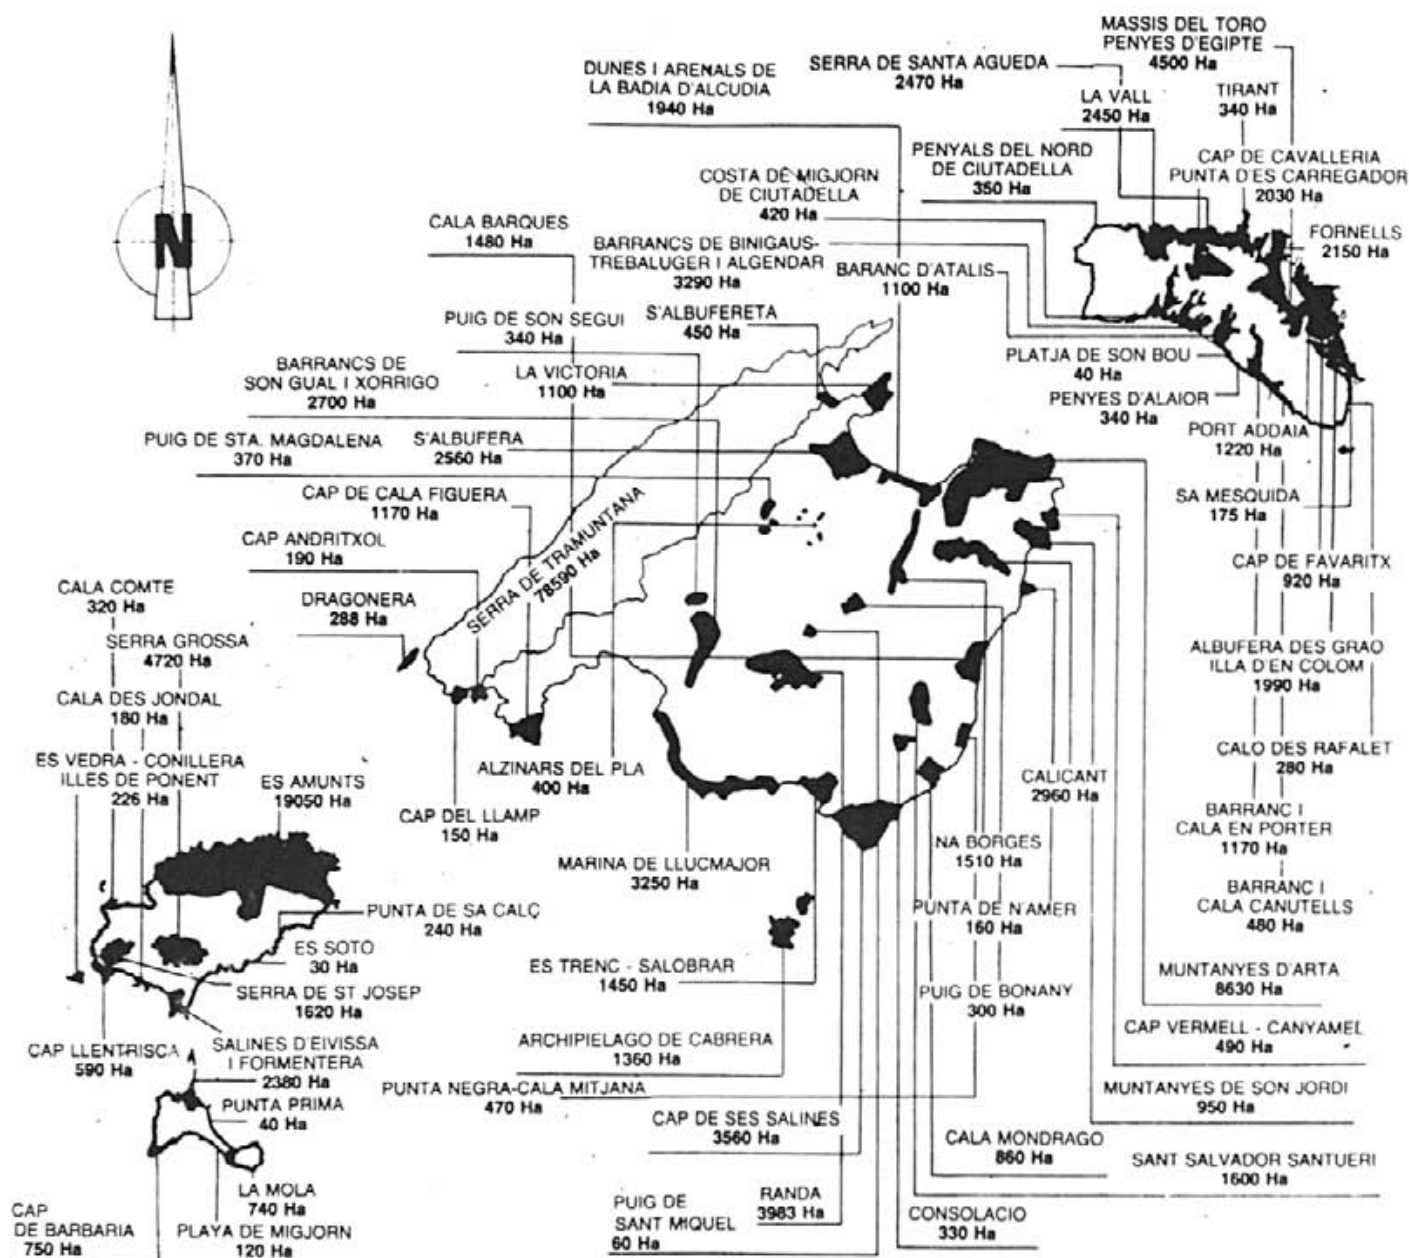 MASSIS DEL TORO
PENYES D'EGIPTE
4500 Ha
DUNES I ARENALS DE
LA BADIA D'ALCUDIA
1940 Ha
SERRA DE SANTA AGUEDA
2470 Ha
LA VALL
2450 Ha
TIRANT
340 Ha
PENYALS DEL NORD
DE CIUTADELLA
350 Ha
CAP DE CAVALLERIA
PUNTA D'ES CARREGADOR
2030 Ha
COSTA DE MIGJORN
DE CIUTADELLA
420 Ha
N
CALA BARQUES
1480 Ha
BARRANCS DE BINIGAUS-
TREBALUGER I ALGENDAR
3290 Ha
BARANC D'ATALIS
1100 Ha
FORNELLS
2150 Ha
PUIG DE SON SEGUI
340 Ha
S'ALBUFERETA
450 Ha
BARRANCS DE
SON GUAL I XORRIGO
2700 Ha
LA VICTORIA
1100 Ha
PLATJA DE SON BOU
40 Ha
PENYES D'ALAIOR
340 Ha
PUIG DE STA. MAGDALENA
370 Ha
S'ALBUFERA
2560 Ha
PORT ADDAIA
1220 Ha
CAP DE CALA FIGUERA
1170 Ha
SA MESQUIDA
175 Ha
CAP ANDRITXOL
190 Ha
SERRA DE TRAMUNTANA
78590 Ha
CAP DE FAVARITX
920 Ha
CALA COMTE
320 Ha
DRAGONERA
288 Ha
SERRA GROSSA
4720 Ha
ALBUFERA DES GRAO
ILLA D'EN COLOM
1990 Ha
CALA DES JONDAL
180 Ha
ES VEDRA - CONILLERA
ILLES DE PONENT
226 Ha
ES AMUNTS
19050 Ha
ALZINARS DEL PLA
400 Ha
CALICANT
2960 Ha
CALO DES RAFALET
280 Ha
CAP DEL LLAMP
150 Ha
BARRANC I
CALA EN PORTER
1170 Ha
MARINA DE LLUCMAJOR
3250 Ha
NA BORGES
1510 Ha
BARRANC I
CALA CANUTELLS
480 Ha
PUNTA DE SA CALÇ
240 Ha
PUNTA DE N'AMER
160 Ha
ES SOTO
30 Ha
ES TRENC - SALOBRAR
1450 Ha
MUNTANYES D'ARTA
8630 Ha
SERRA DE ST JOSEP
1620 Ha
PUIG DE BONANY
300 Ha
CAP VERMELL - CANYAMEL
490 Ha
CAP LLENTRISCA
590 Ha
SALINES D'EIVISSA
I FORMENTERA
2380 Ha
ARCHIPIELAGO DE CABRERA
1360 Ha
PUNTA NEGRA-CALA MITJANA
470 Ha
MUNTANYES DE SON JORDI
950 Ha
PUNTA PRIMA
40 Ha
CAP DE SES SALINES
3560 Ha
CALA MONDRAGO
860 Ha
SANT SALVADOR SANTUERI
1600 Ha
LA MOLA
740 Ha
PUIG DE
SANT MIQUEL
60 Ha
RANDA
3983 Ha
CONSOLACIO
330 Ha
CAP
DE BARBARIA
750 Ha
PLAYA DE MIGJORN
120 Ha